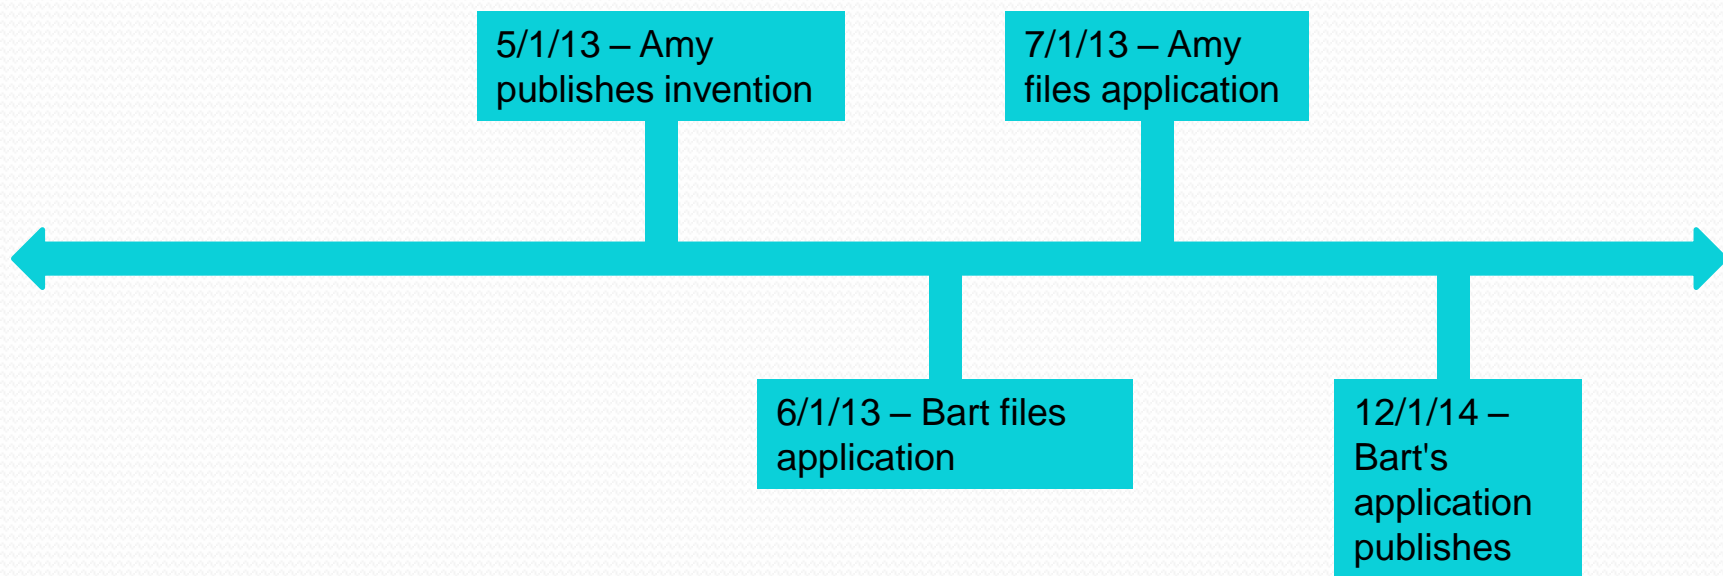 5/1/13 – Amy
publishes invention
7/1/13 – Amy
files application
6/1/13 – Bart files
application
12/1/14 –
Bart's
application
publishes